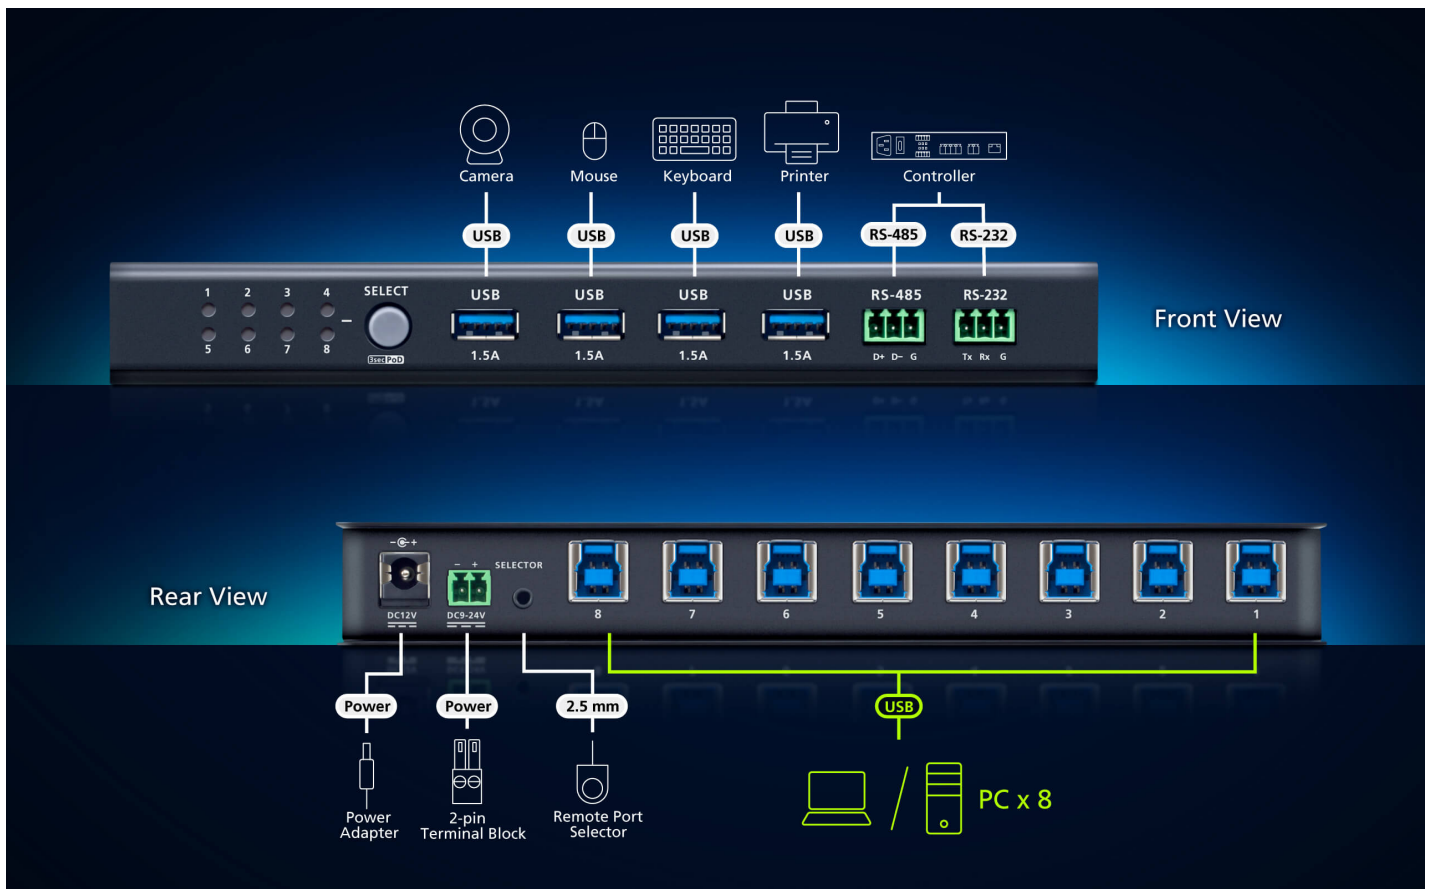 Camera
Mouse
Keyboard
Printer
Controller
USB
USB
USB
USB
RS-485
RS-232
1 2 3 4
SELECT
USB
USB
USB
USB
RS-485
RS-232
5 6 7 8
3sec PoD
1.5A
1.5A
1.5A
1.5A
D+ D− G
Tx Rx G
Front View
Rear View
− +
− +
SELECTOR
DC12V
DC9-24V
8 7 6 5 4 3 2 1
Power
Power
2.5 mm
USB
Power
Adapter
2-pin
Terminal Block
Remote Port
Selector
PC x 8